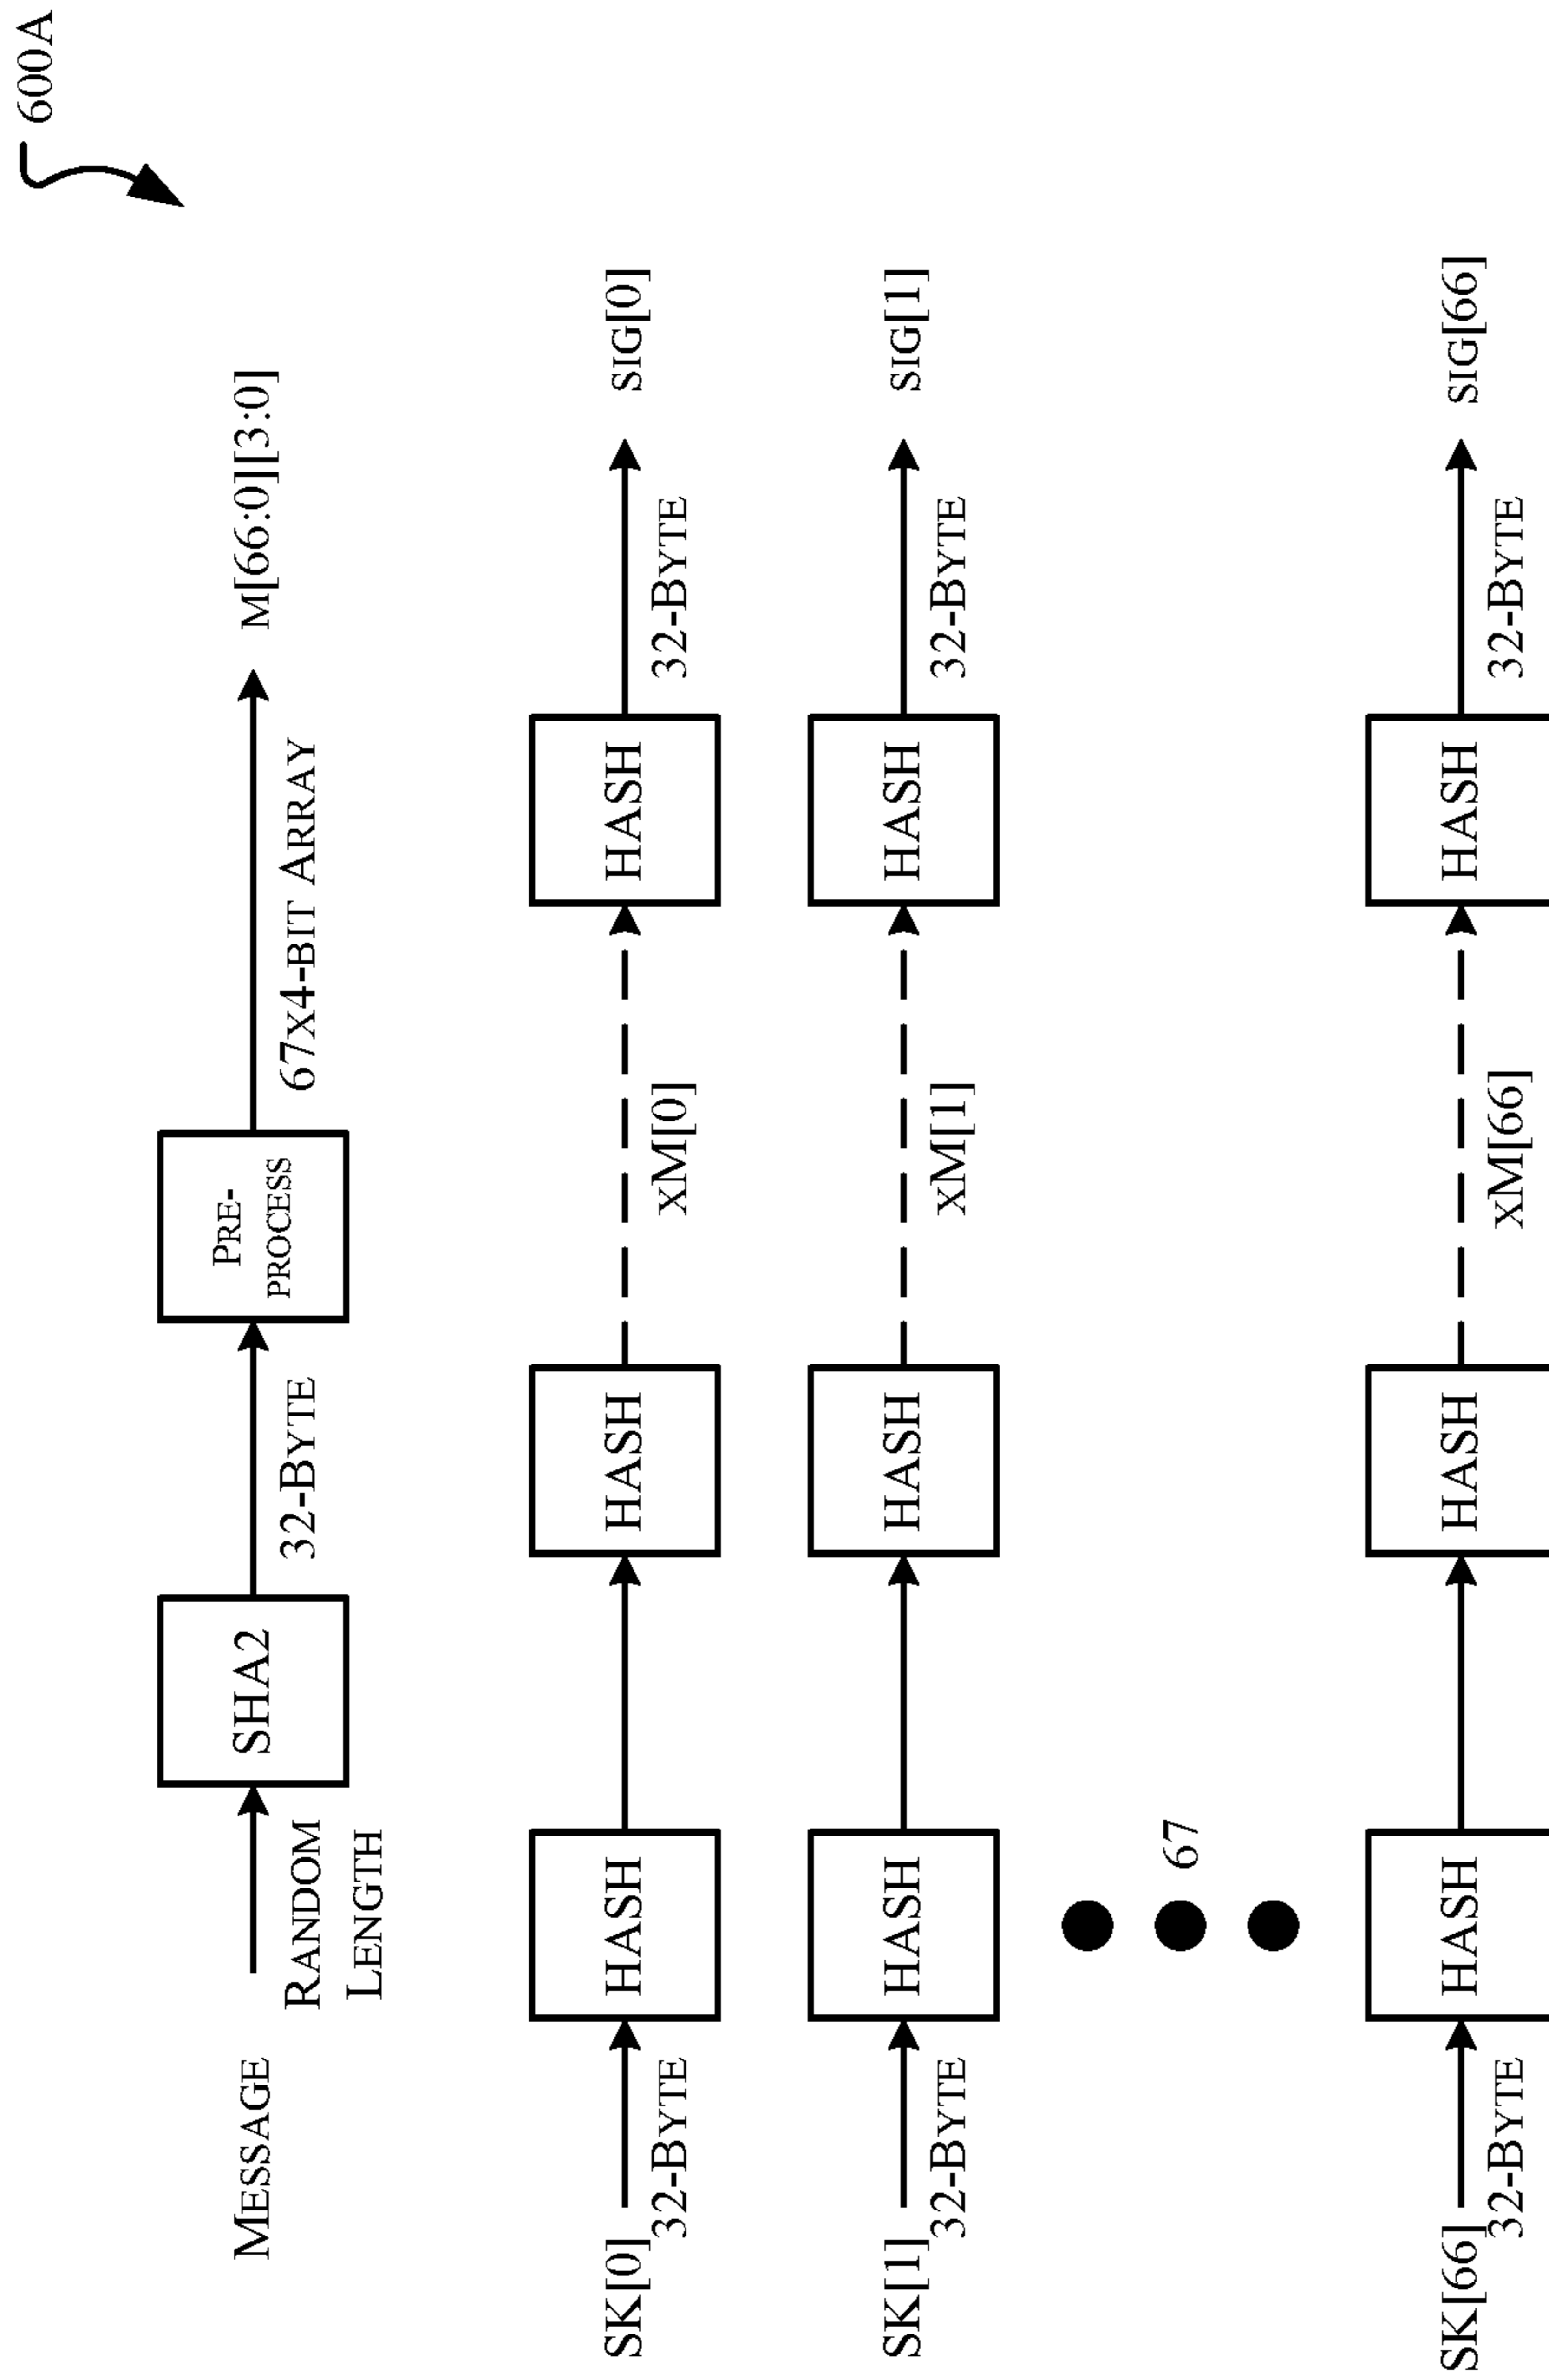 600A
MESSAGE
RANDOM
LENGTH
SHA2
32-BYTE
PRE-
PROCESS
67X4-BIT ARRAY
M[66:0][3:0]
SK[0]
32-BYTE
HASH
HASH
XM[0]
HASH
32-BYTE
SIG[0]
SK[1]
32-BYTE
HASH
HASH
XM[1]
HASH
32-BYTE
SIG[1]
67
SK[66]
32-BYTE
HASH
HASH
XM[66]
HASH
32-BYTE
SIG[66]